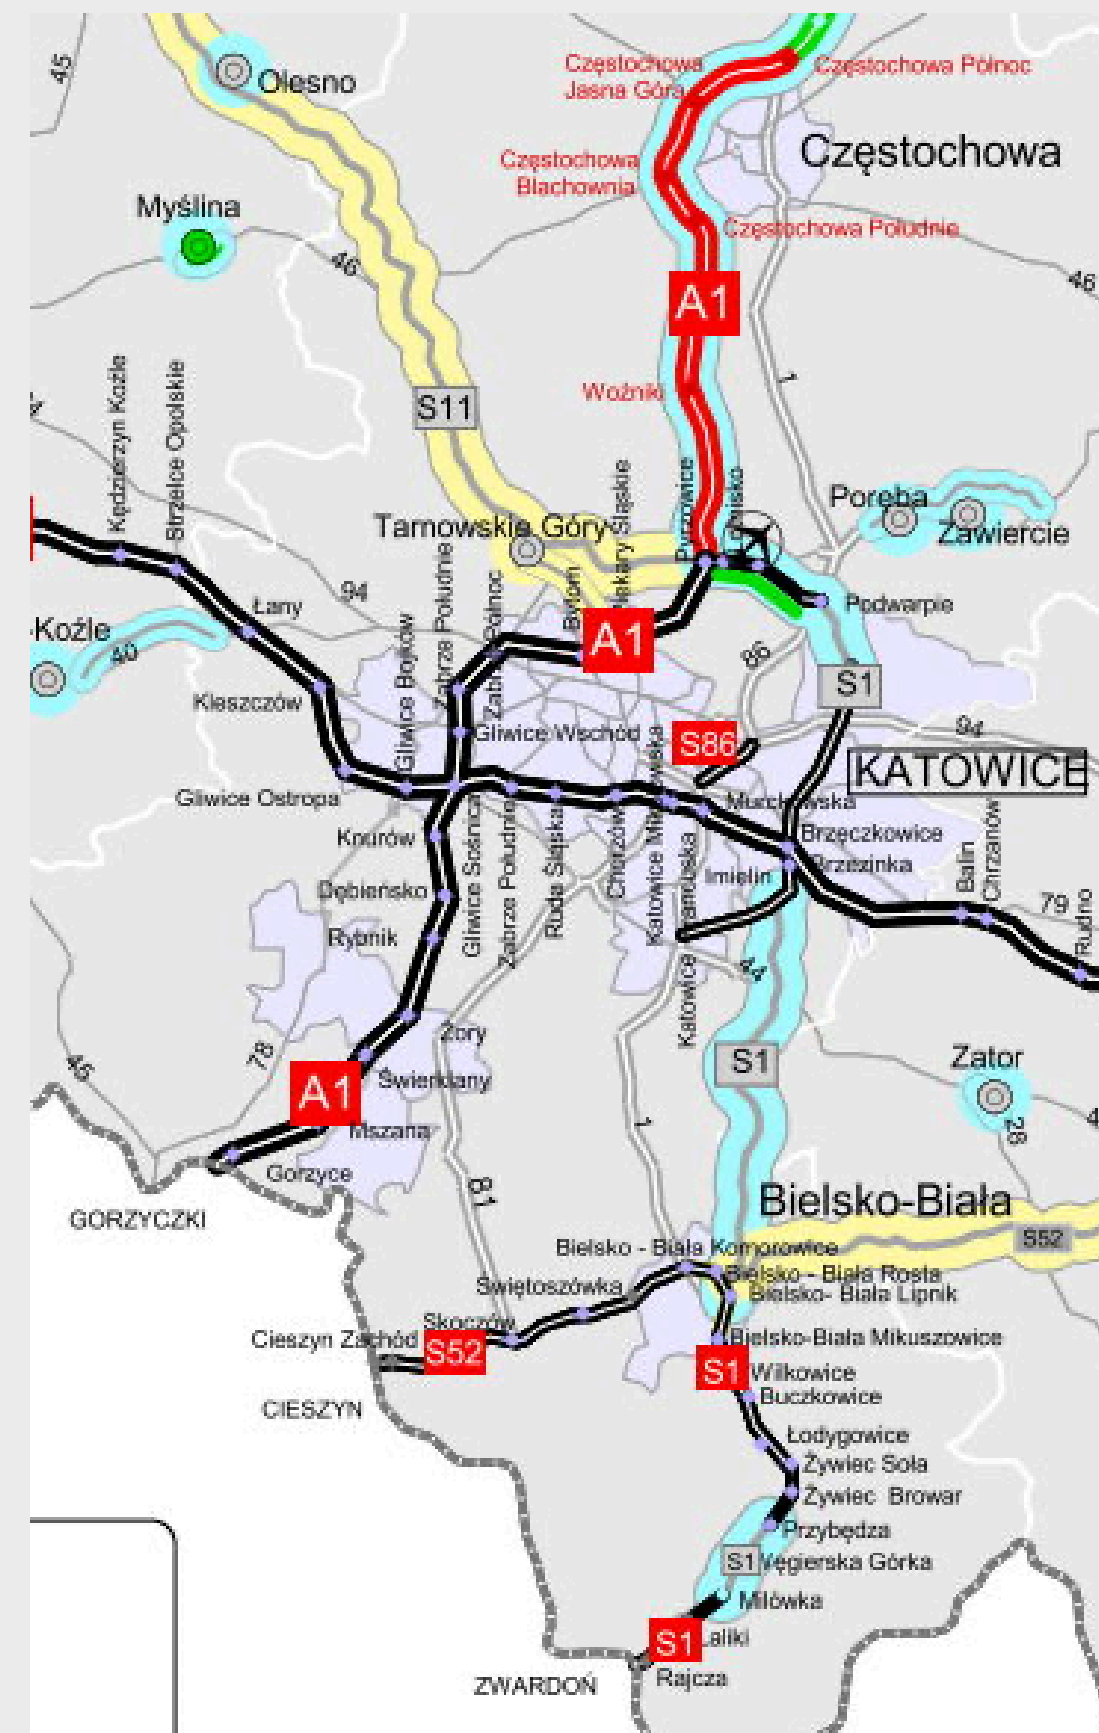 45
Olesno
Częstochowa
Jasna Góra
Częstochowa Północ
Częstochowa
Częstochowa
Blachownia
Myślina
Częstochowa Południe
46
46
A1
1
Woźniki
S11
Kędzierzyn Koźle
Strzelce Opolskie
Poręba
Zawiercie
Tarnowskie Góry
Piekary Śląskie
Pyrzowice
94
Łany
Bytom
Podwarpie
-Koźle
40
A1
86
Kleszczów
Gliwice Bojków
Zabrze Południe
Zabrze Północ
S1
Gliwice Wschód
S86
94
KATOWICE
Gliwice Ostropa
Murckowska
Knurów
Brzęczkowice
Dębieńsko
Imielin
Brzezinka
Balin
Chrzanów
Gliwice Sośnica
Zabrze Południe
Ruda Śląska
Chorzów
Katowice Mikołowska
Rybnik
79
Rudno
44
Katowice
Żory
S1
Zator
78
45
Świerklany
A1
28
1
Mszana
Gorzyce
81
GORZYCZKI
Bielsko-Biała
S52
Bielsko - Biała Komorowice
Bielsko - Biała Rosta
Świętoszówka
Bielsko- Biała Lipnik
Skoczów
Cieszyn Zachód
S52
Bielsko-Biała Mikuszowice
S1
Wilkowice
Buczkowice
CIESZYN
Łodygowice
Żywiec Soła
Żywiec Browar
Przybędza
S1
Węgierska Górka
Milówka
S1
Laliki
Rajcza
ZWARDOŃ